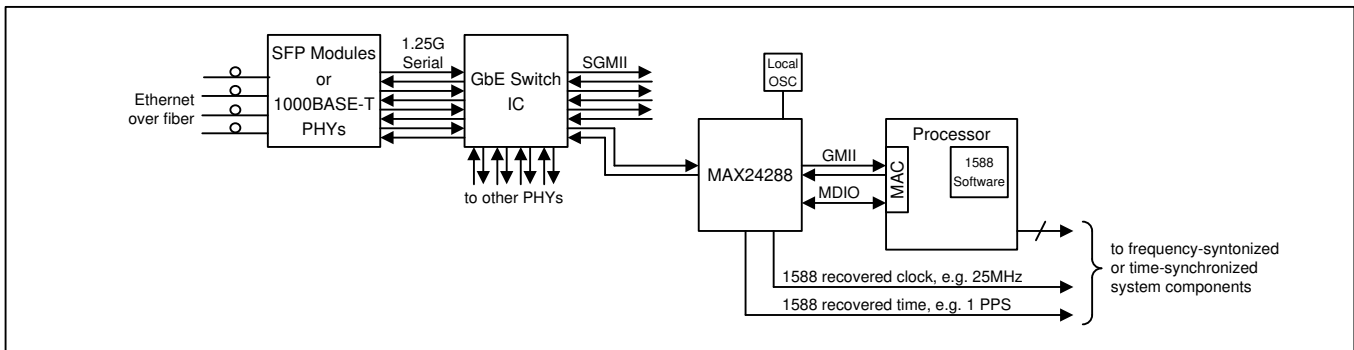 SFP Modules
or
1000BASE-T
PHYs
Ethernet
over fiber
1.25G
Serial
GbE Switch
IC
SGMII
to other PHYs
Local
OSC
MAX24288
GMII
MDIO
Processor
MAC
1588
Software
1588 recovered clock, e.g. 25MHz
1588 recovered time, e.g. 1 PPS
to frequency-syntonized
or time-synchronized
system components